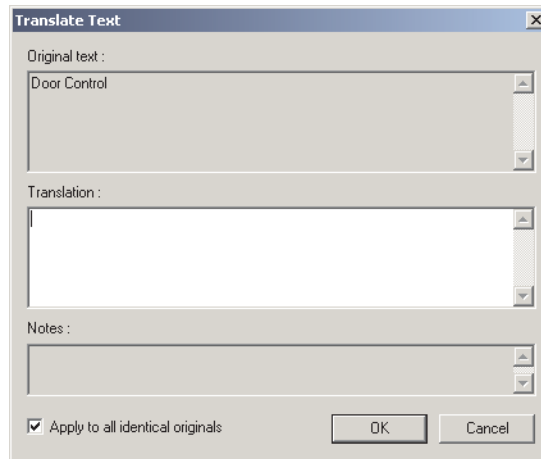 Translate Text
Original text :
Door Control
Translation :
Notes :
Apply to all identical originals
OK
Cancel